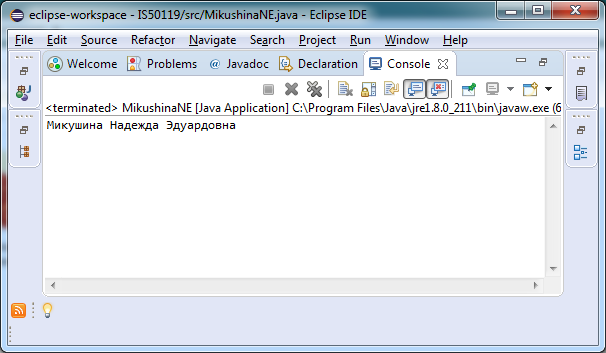 eclipse-workspace - IS50119/src/MikushinaNE.java - Eclipse IDE
File Edit Source Refactor Navigate Search Project Run Window Help
Welcome Problems @ Javadoc Declaration Console
<terminated> MikushinaNE [Java Application] C:\Program Files\Java\jre1.8.0_211\bin\javaw.exe (6
Микушина Надежда Эдуардовна